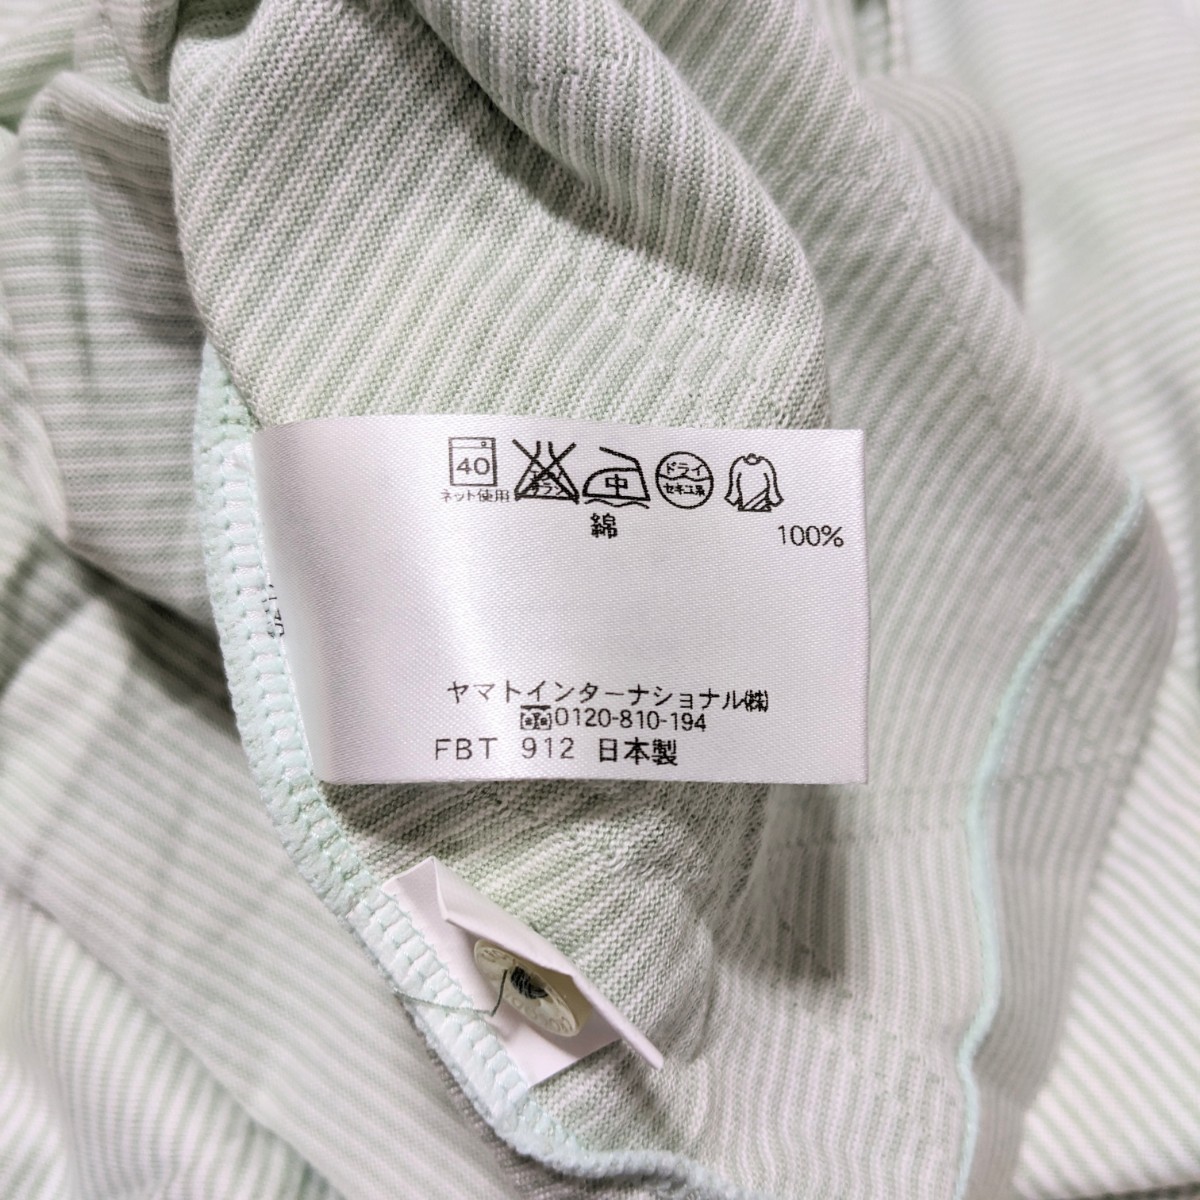 40
ネット使用
中
ドライ
セキユ系
綿
100%
ヤマトインターナショナル㈱
0120-810-194
FBT 912 日本製